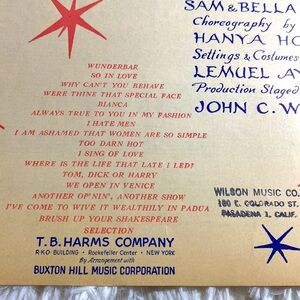 SAM & BELLA
Choreography by
HANYA HO
Settings & Costumes
LEMUEL AY
Production Staged
JOHN C. W
WUNDERBAR
SO IN LOVE
WHY CAN'T YOU BEHAVE
WERE THINE THAT SPECIAL FACE
BIANCA
ALWAYS TRUE TO YOU IN MY FASHION
I HATE MEN
I AM ASHAMED THAT WOMEN ARE SO SIMPLE
TOO DARN HOT
I SING OF LOVE
WHERE IS THE LIFE THAT LATE I LED?
TOM, DICK OR HARRY
WE OPEN IN VENICE
ANOTHER OP'NIN', ANOTHER SHOW
I'VE COME TO WIVE IT WEALTHILY IN PADUA
BRUSH UP YOUR SHAKESPEARE
SELECTION
T. B. HARMS COMPANY
R·K·O BUILDING • Rockefeller Center • NEW YORK
By Arrangement with
BUXTON HILL MUSIC CORPORATION
WILSON MUSIC CO.
180 E. COLORADO ST.
PASADENA 1, CALIF.